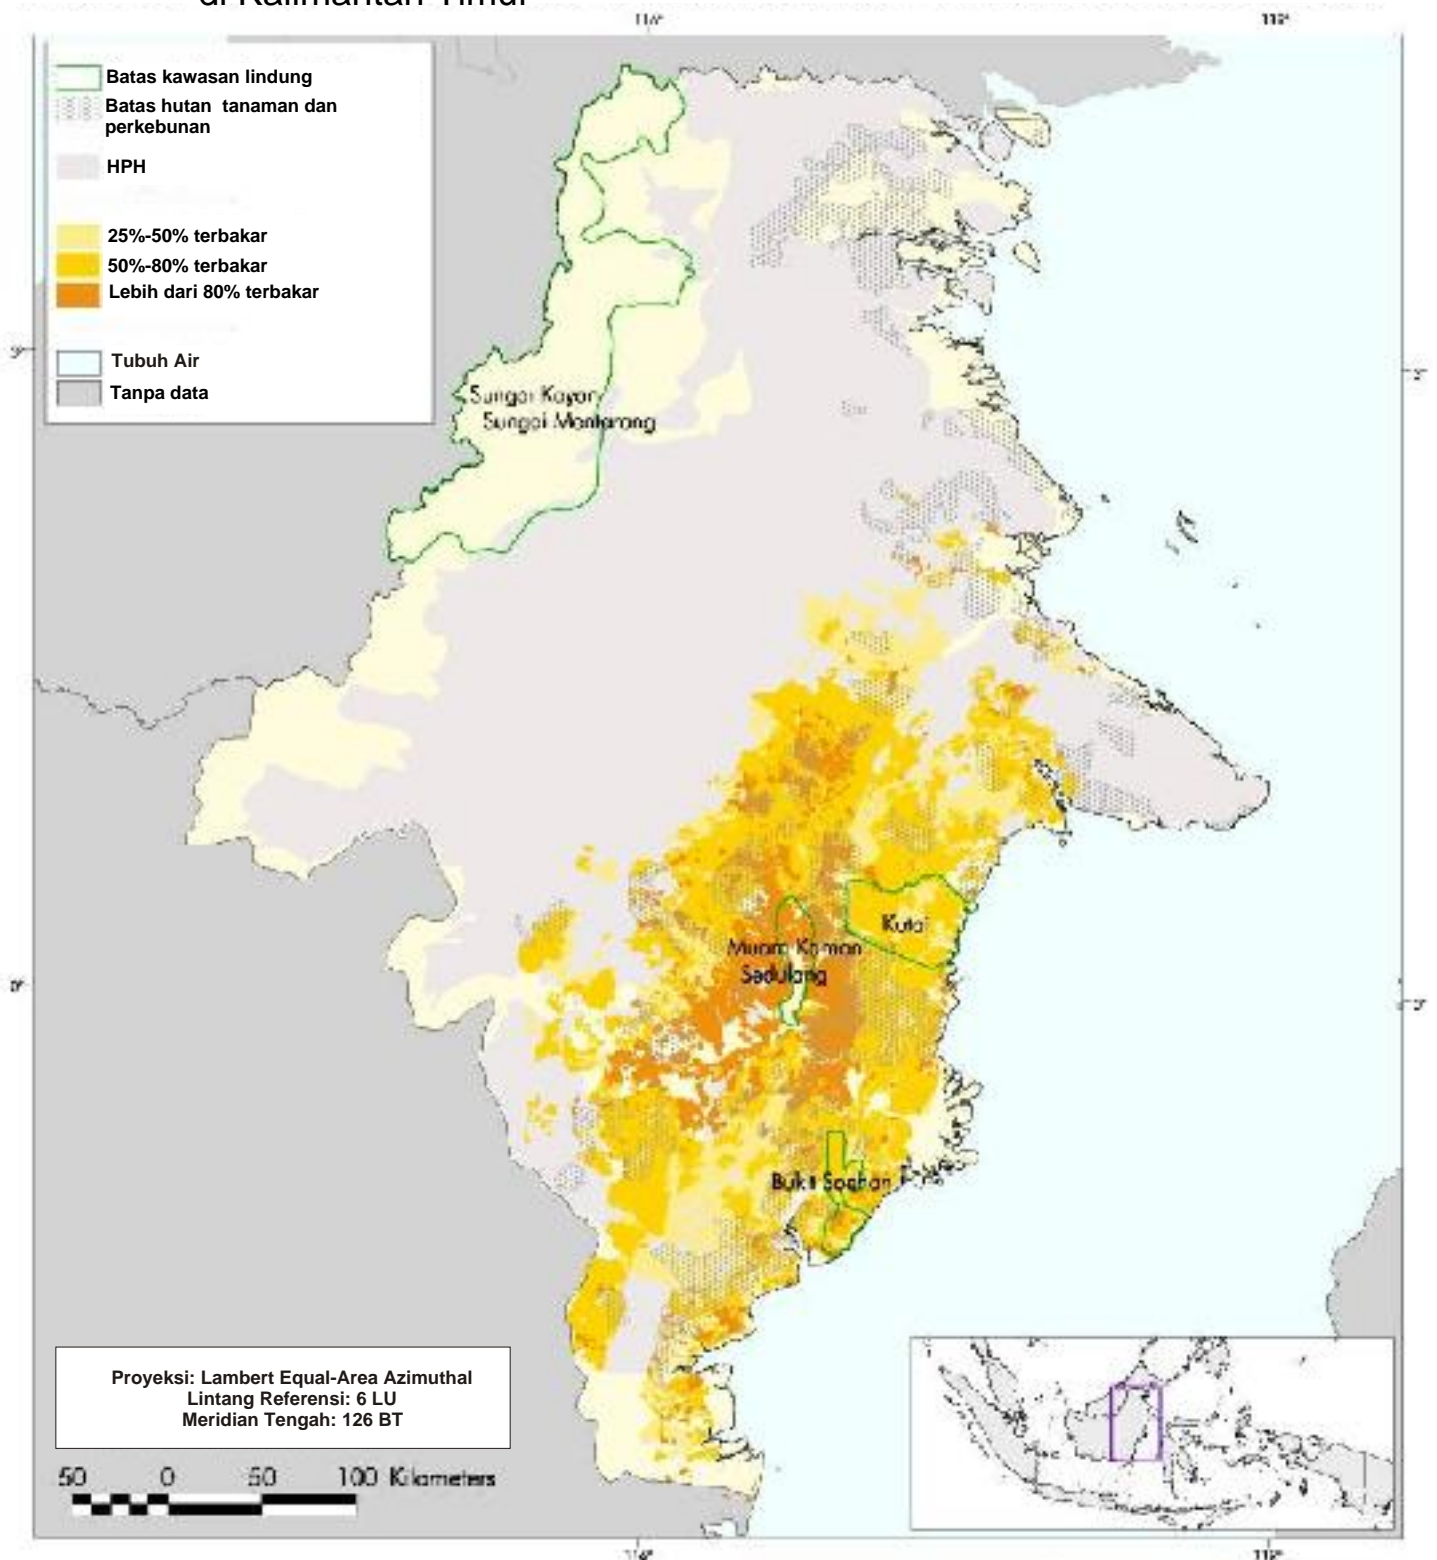 di Kalimantan Timur
Batas kawasan lindung
Batas hutan tanaman dan
perkebunan
HPH
25%-50% terbakar
50%-80% terbakar
Lebih dari 80% terbakar
Tubuh Air
Tanpa data
Sungai Kayan
Sungai Mentarang
Kutai
Muara Kaman
Sedulang
Bukit Soehan
Proyeksi: Lambert Equal-Area Azimuthal
Lintang Referensi: 6 LU
Meridian Tengah: 126 BT
50 0 50 100 Kilometers